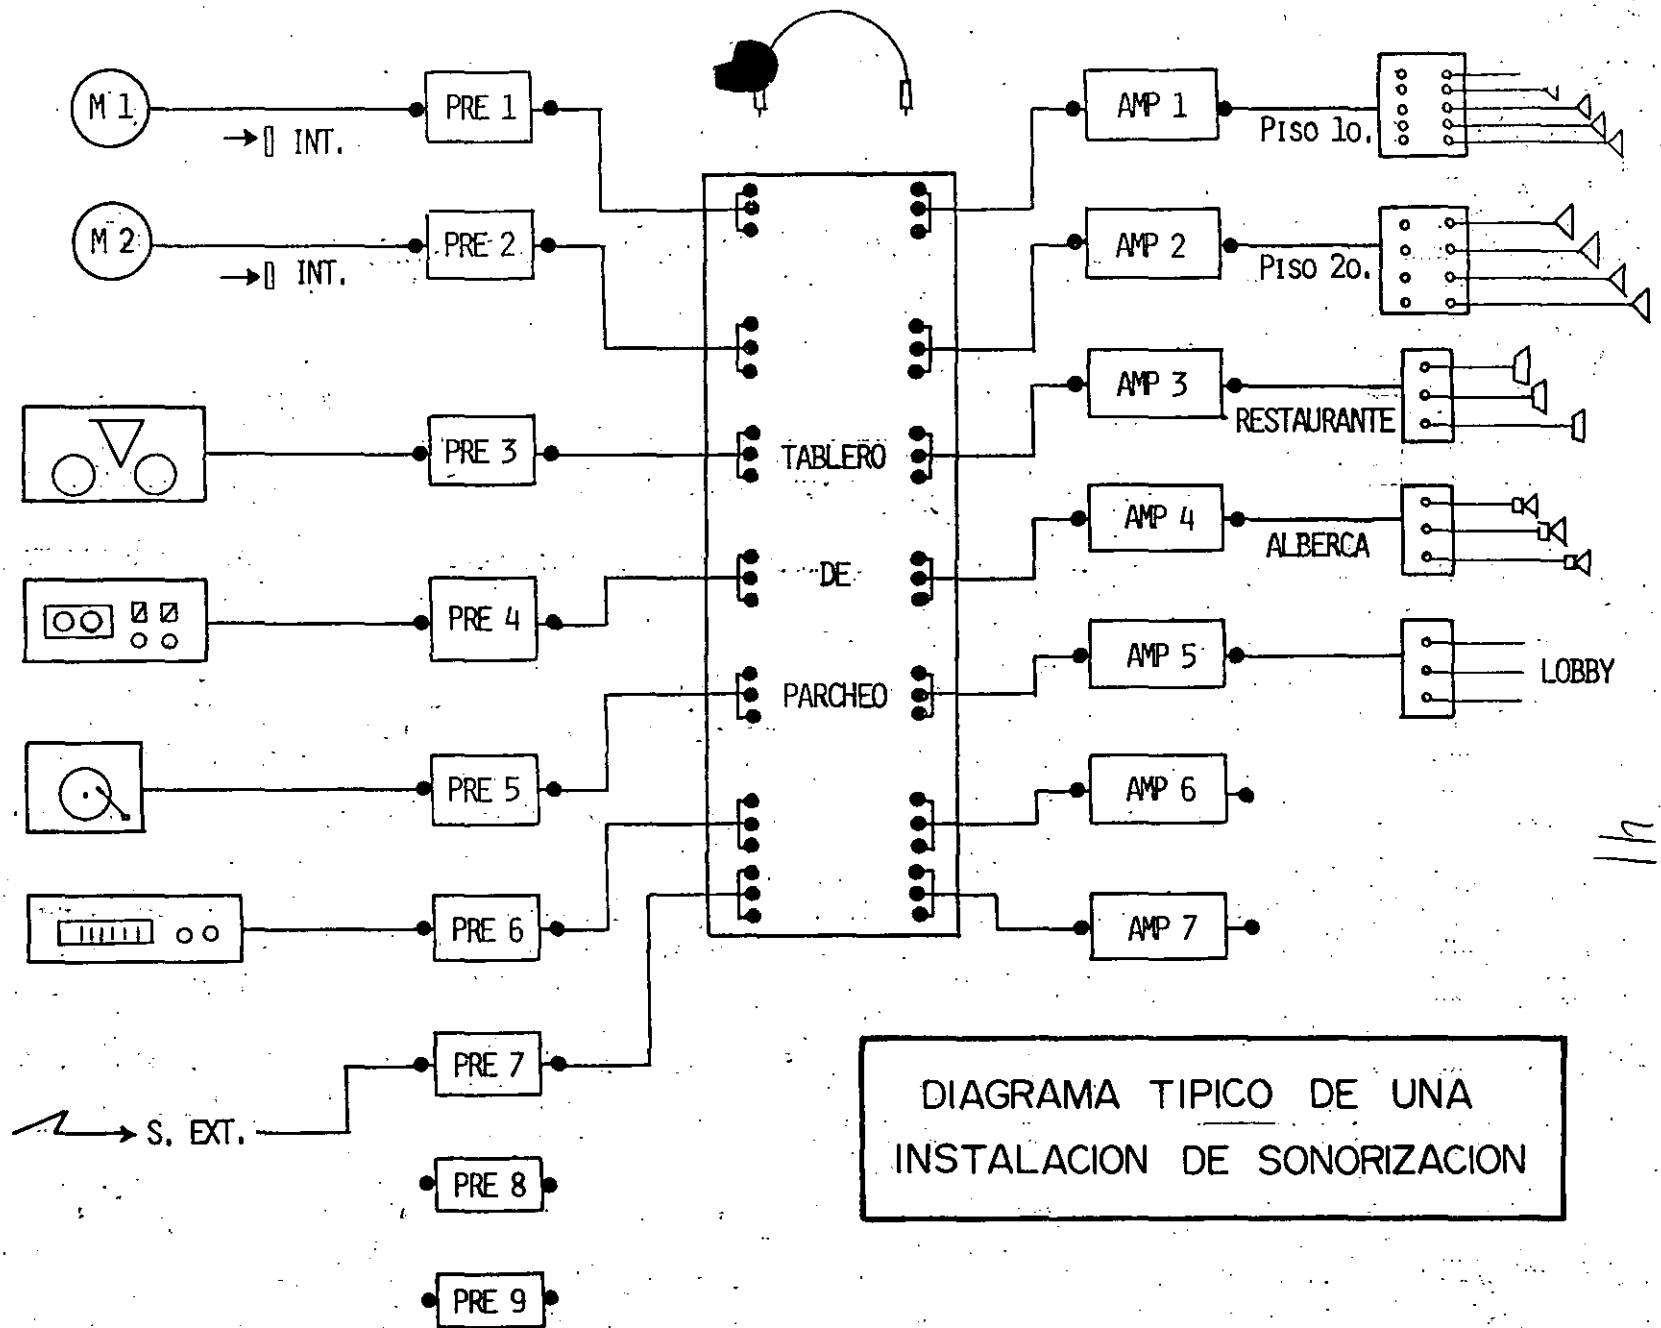 M 1
PRE 1
AMP 1
→ INT.
PISO 1o.
M 2
PRE 2
AMP 2
→ INT.
PISO 2o.
AMP 3
RESTAURANTE
PRE 3
TABLERO
AMP 4
ALBERCA
DE
PRE 4
AMP 5
LOBBY
PARCHEO
PRE 5
AMP 6
PRE 6
AMP 7
PRE 7
S. EXT.
PRE 8
PRE 9
DIAGRAMA TIPICO DE UNA
INSTALACION DE SONORIZACION